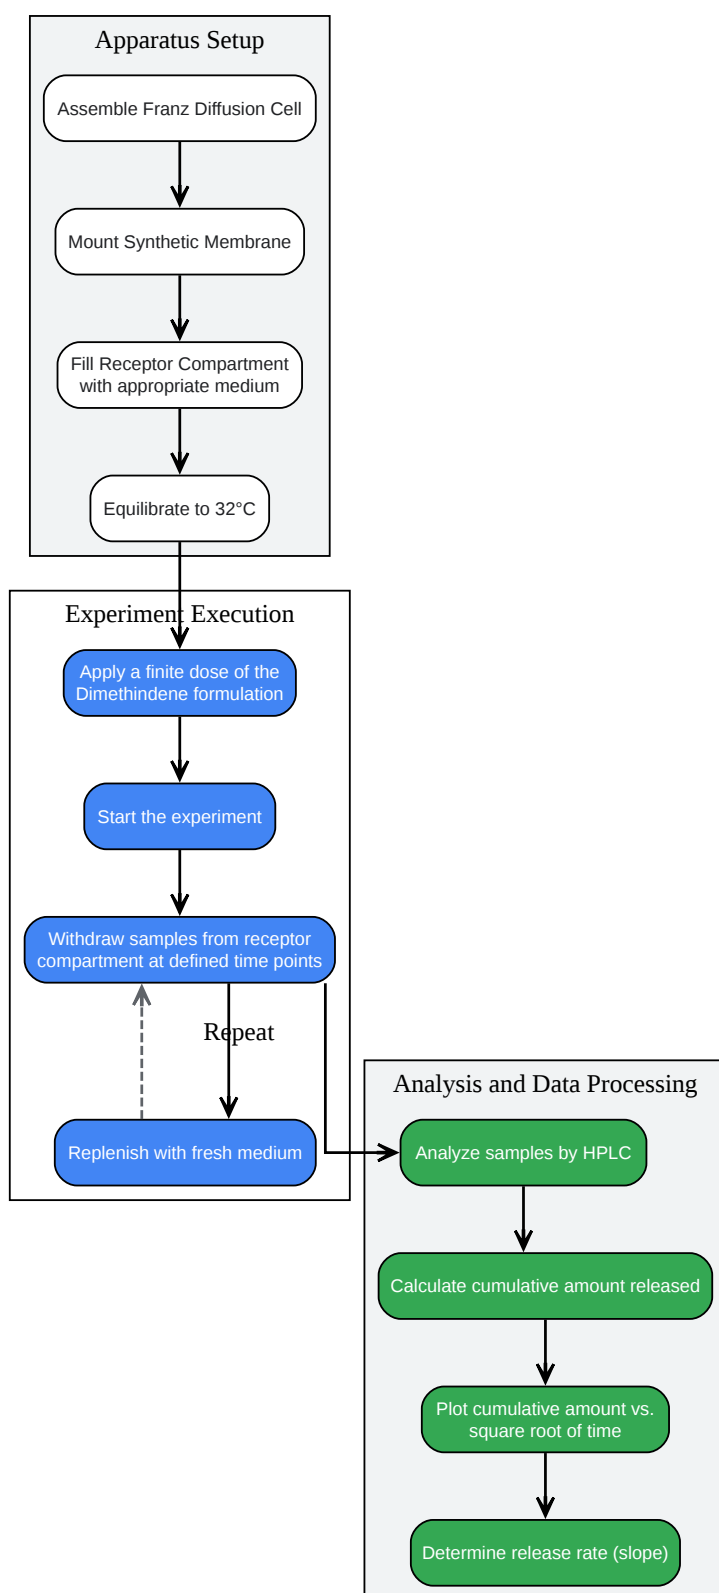 Apparatus Setup
Assemble Franz Diffusion Cell
Mount Synthetic Membrane
Fill Receptor Compartment
with appropriate medium
Equilibrate to 32°C
Experiment Execution
Apply a finite dose of the
Dimethindene formulation
Start the experiment
Withdraw samples from receptor
compartment at defined time points
Repeat
Replenish with fresh medium
Analysis and Data Processing
Analyze samples by HPLC
Calculate cumulative amount released
Plot cumulative amount vs.
square root of time
Determine release rate (slope)